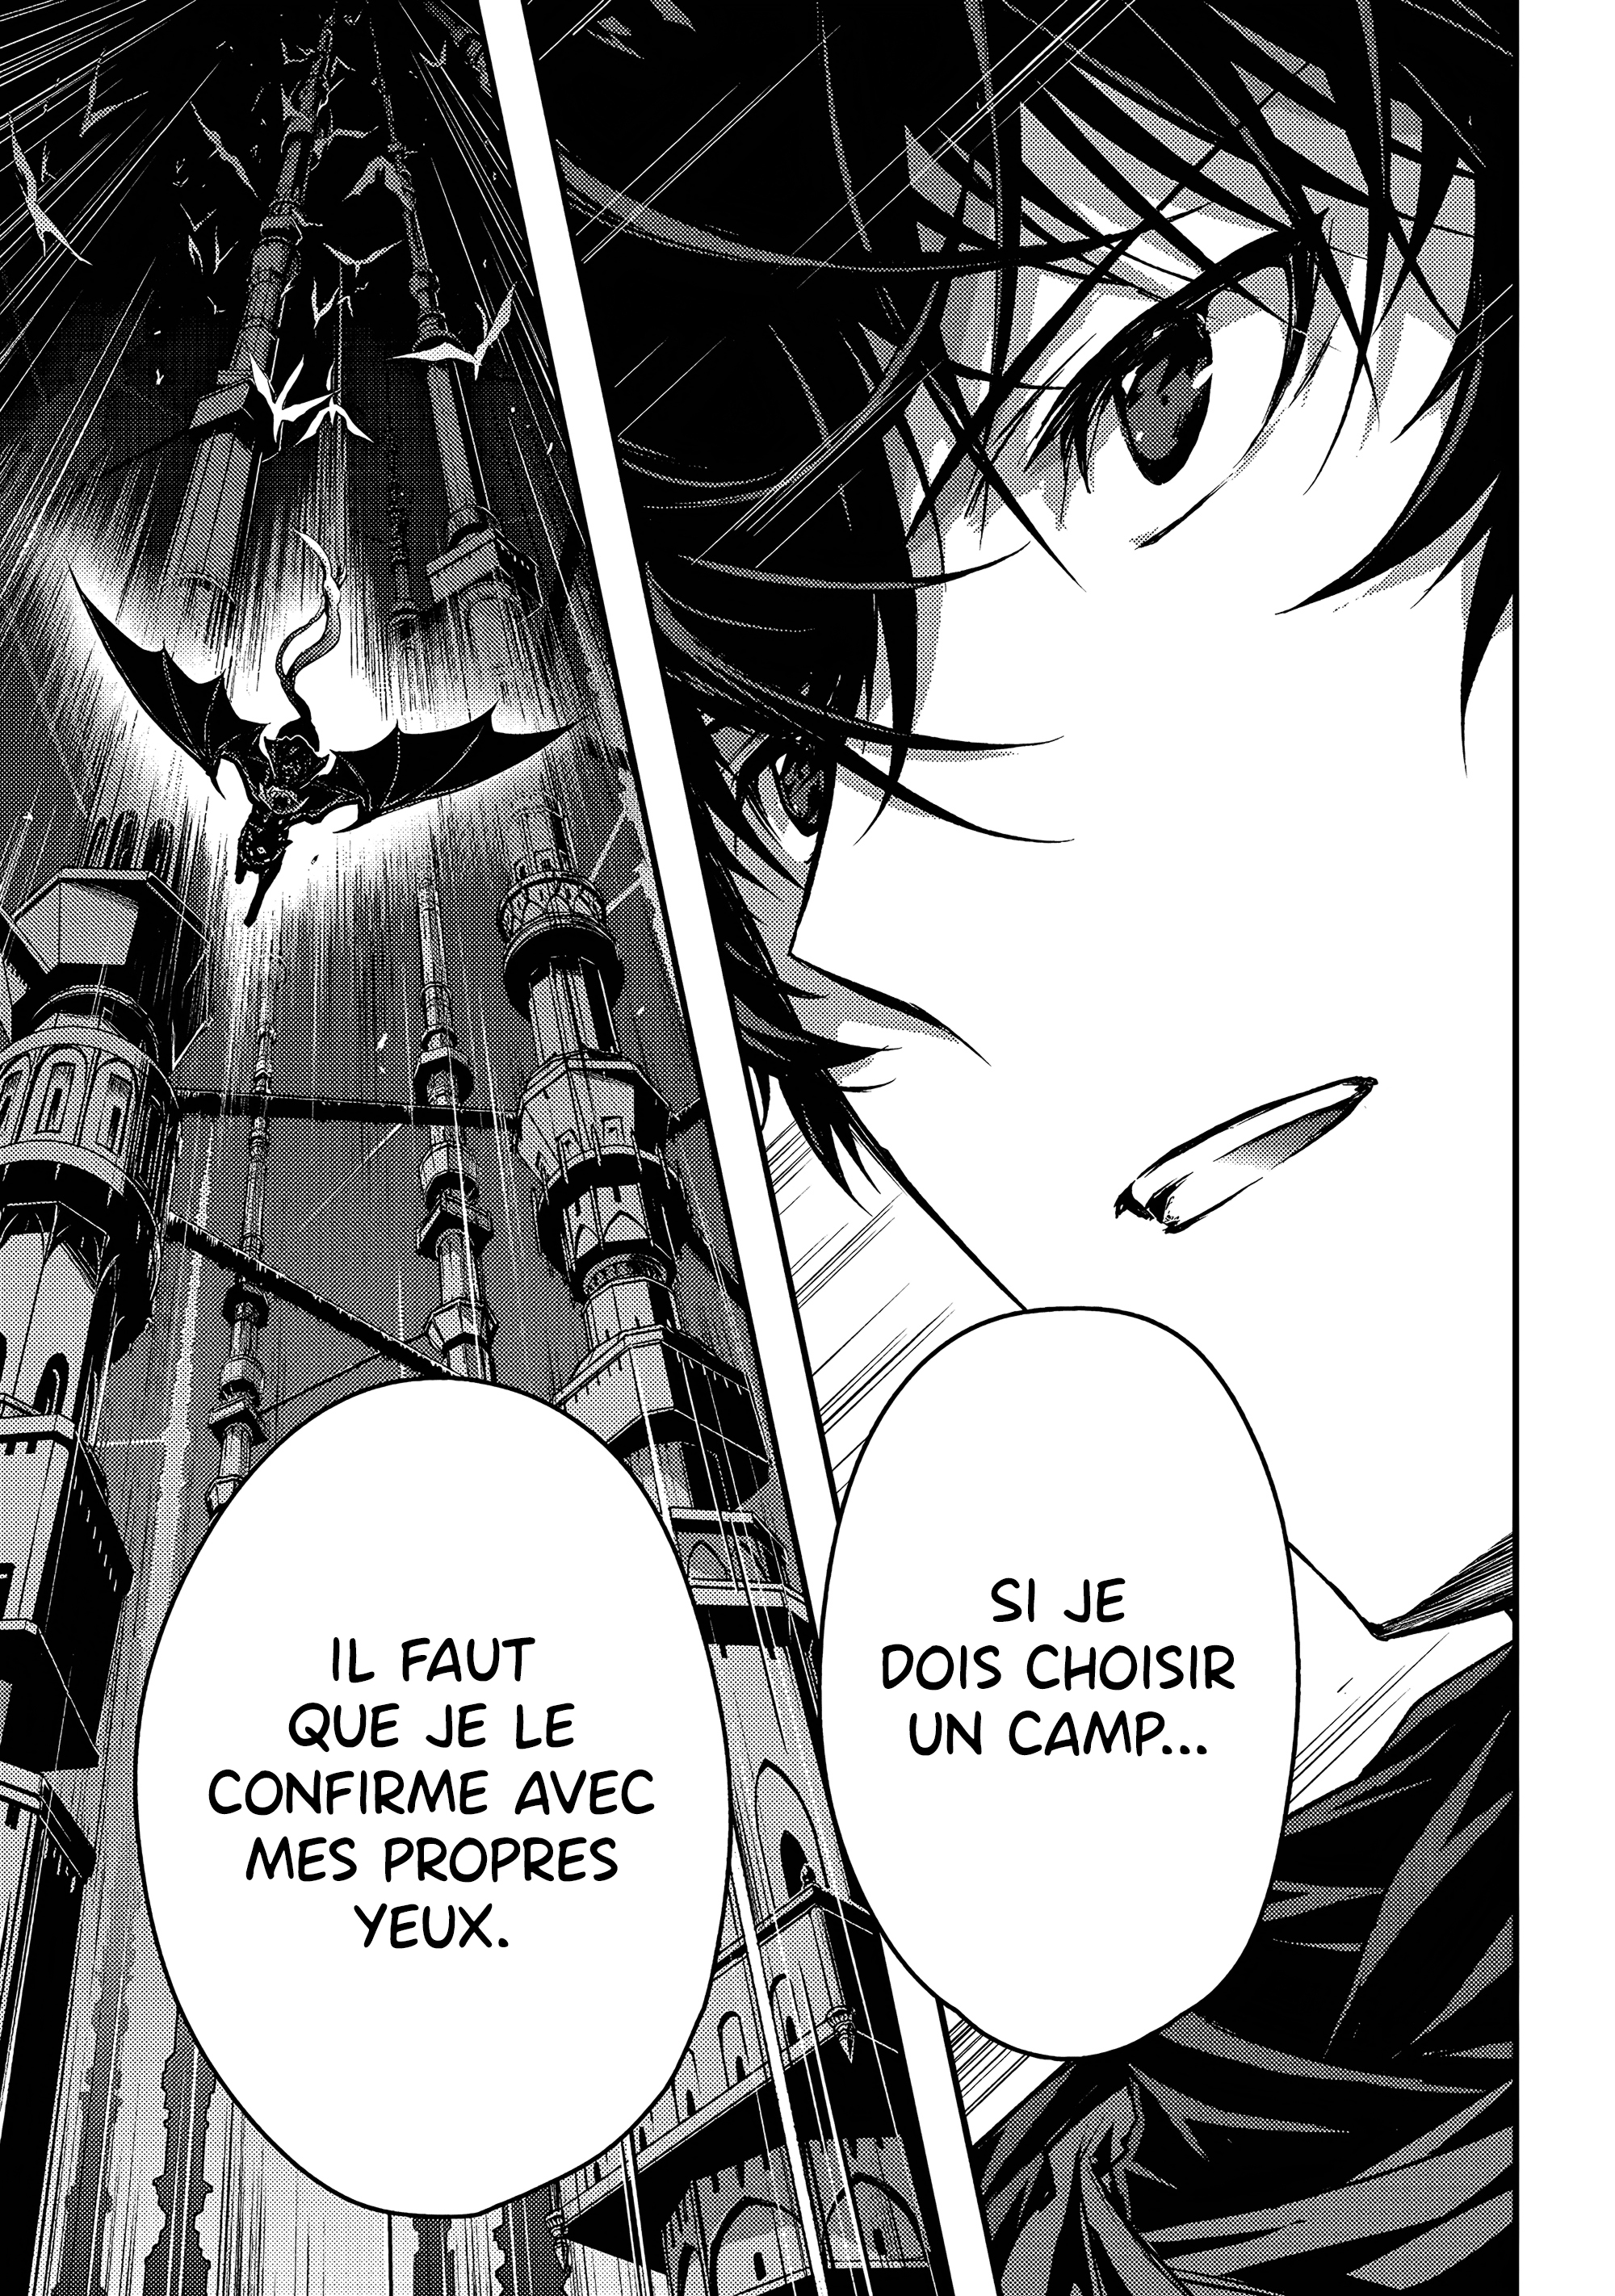 SI JE
DOIS CHOISIR
UN CAMP...
IL FAUT
QUE JE LE
CONFIRME AVEC
MES PROPRES
YEUX.